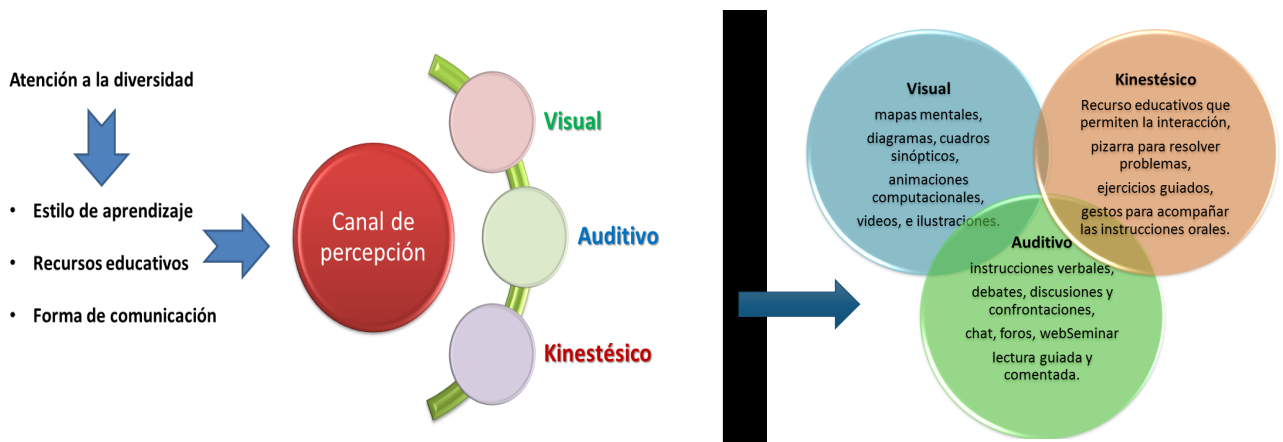 Atención a la diversidad
• Estilo de aprendizaje
• Recursos educativos
• Forma de comunicación
Canal de
percepción
Visual
Auditivo
Kinestésico
Visual
mapas mentales,
diagramas, cuadros
sinópticos,
animaciones
computacionales,
videos, e ilustraciones.
Kinestésico
Recurso educativos que
permiten la interacción,
pizarra para resolver
problemas,
ejercicios guiados,
gestos para acompañar
las instrucciones orales.
Auditivo
instrucciones verbales,
debates, discusiones y
confrontaciones,
chat, foros, webSeminar
lectura guiada y
comentada.